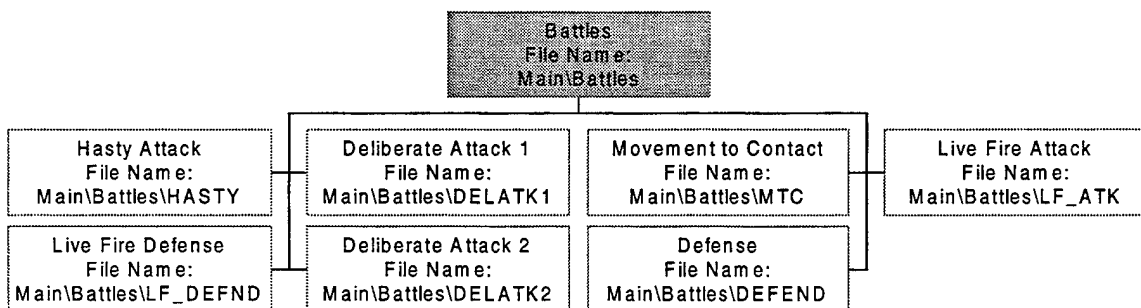 Battles
File Name:
Main\Battles
Hasty Attack
File Name:
Main\Battles\HASTY
Deliberate Attack 1
File Name:
Main\Battles\DELATK1
Movement to Contact
File Name:
Main\Battles\MTC
Live Fire Attack
File Name:
Main\Battles\LF_ATK
Live Fire Defense
File Name:
Main\Battles\LF_DEFND
Deliberate Attack 2
File Name:
Main\Battles\DELATK2
Defense
File Name:
Main\Battles\DEFEND